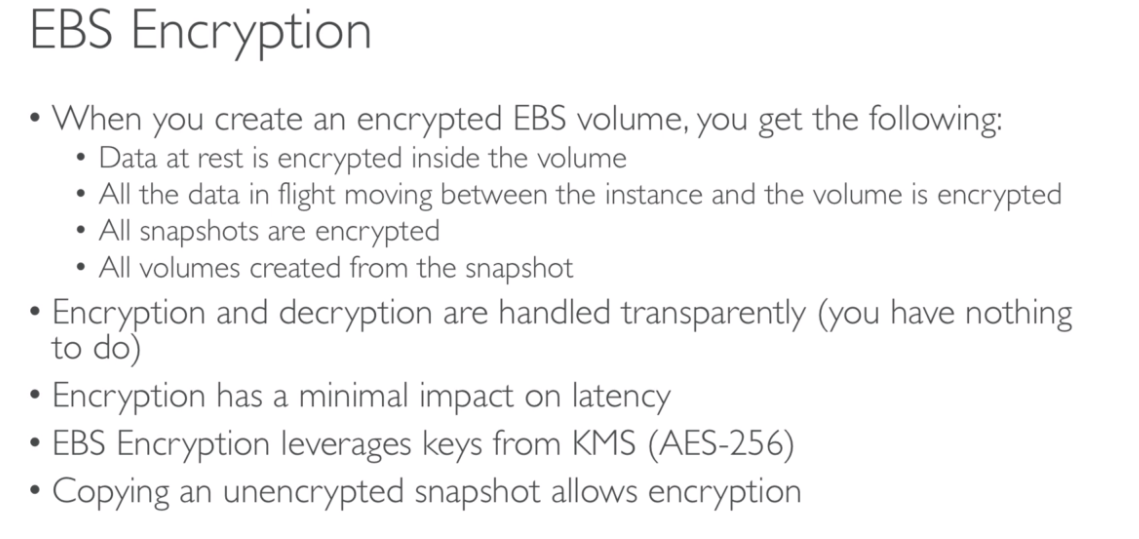 EBS Encryption
• When you create an encrypted EBS volume, you get the following:
• Data at rest is encrypted inside the volume
• All the data in flight moving between the instance and the volume is encrypted
• All snapshots are encrypted
• All volumes created from the snapshot
• Encryption and decryption are handled transparently (you have nothing
to do)
• Encryption has a minimal impact on latency
• EBS Encryption leverages keys from KMS (AES-256)
• Copying an unencrypted snapshot allows encryption